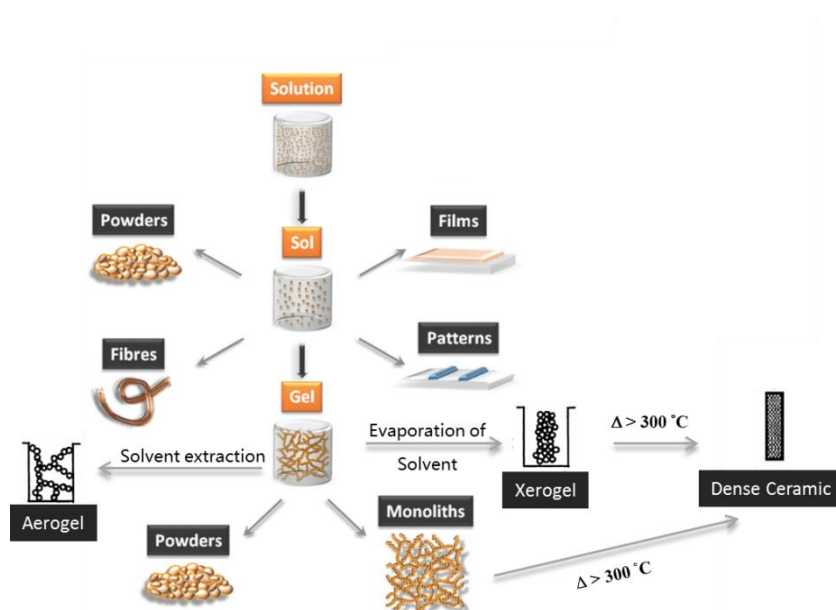 Solution
Powders
Films
Sol
Fibres
Patterns
Gel
Evaporation of
Solvent
Δ > 300 ˚C
Solvent extraction
Aerogel
Xerogel
Dense Ceramic
Monoliths
Powders
Δ > 300 ˚C